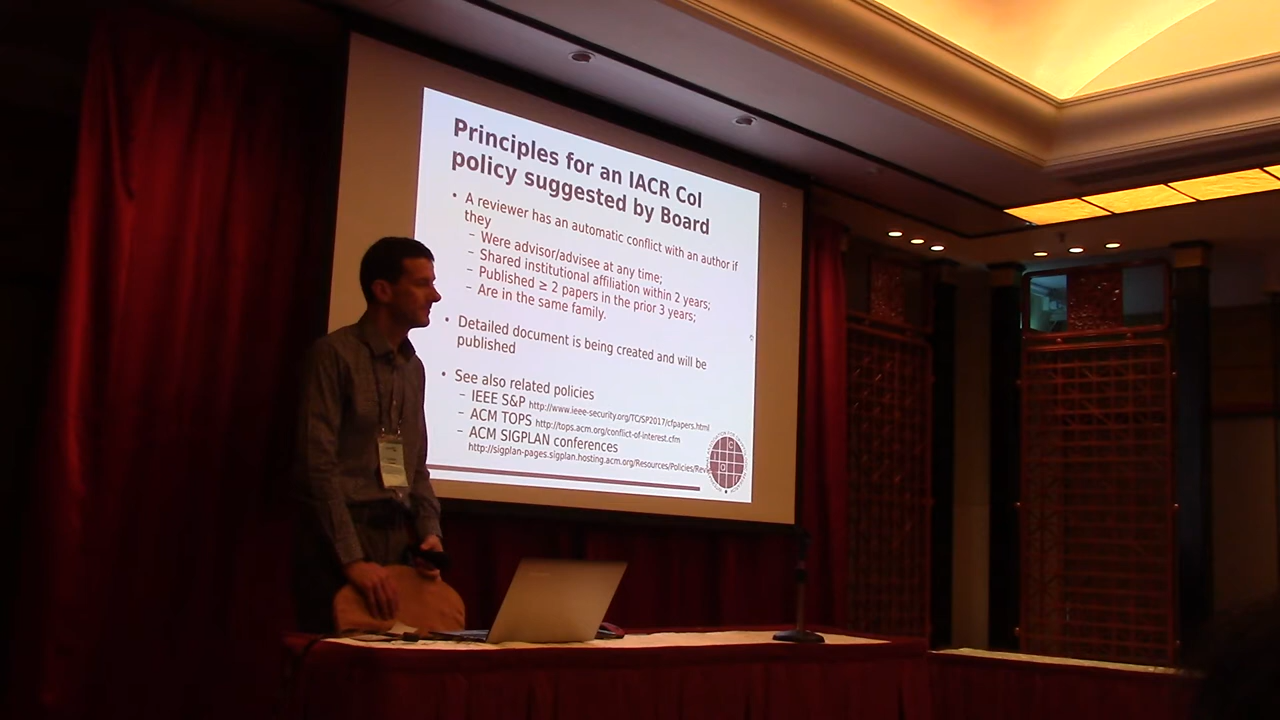 Principles for an IACR CoI
policy suggested by Board
• A reviewer has an automatic conflict with an author if
they
– Were advisor/advisee at any time;
– Shared institutional affiliation within 2 years;
– Published ≥ 2 papers in the prior 3 years;
– Are in the same family.
• Detailed document is being created and will be
published
• See also related policies
– IEEE S&P http://www.ieee-security.org/TC/SP2017/cfpapers.html
– ACM TOPS http://tops.acm.org/conflict-of-interest.cfm
– ACM SIGPLAN conferences
http://sigplan-pages.sigplan.hosting.acm.org/Resources/Policies/Rev